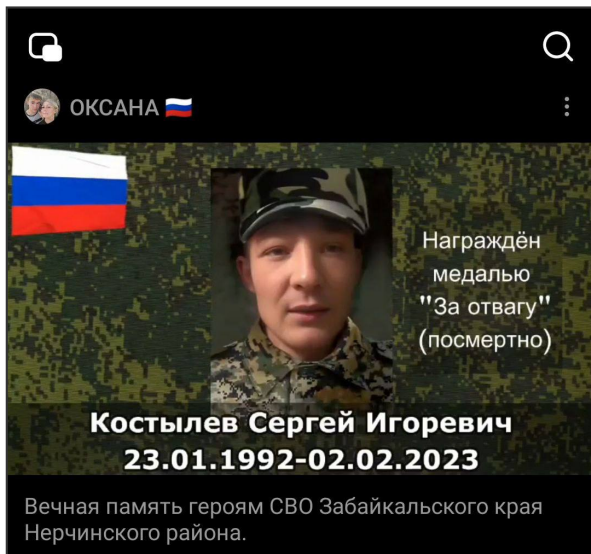 ОКСАНА
Награждён
медалью
"За отвагу"
(посмертно)
Костылев Сергей Игоревич
23.01.1992-02.02.2023
Вечная память героям СВО Забайкальского края
Нерчинского района.